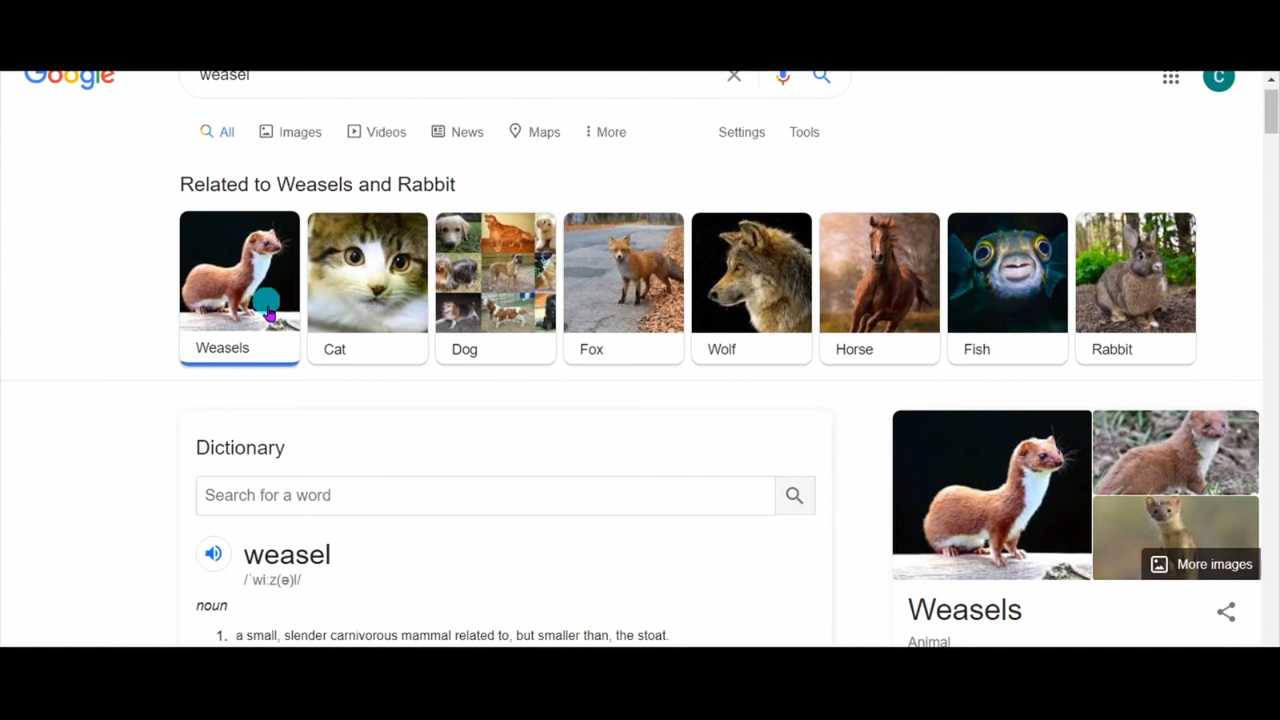 Google
weasel
C
All Images Videos News Maps More Settings Tools
Related to Weasels and Rabbit
Weasels Cat Dog Fox Wolf Horse Fish Rabbit
Dictionary
Search for a word
weasel
/ˈwiːz(ə)l/
noun
1. a small, slender carnivorous mammal related to, but smaller than, the stoat.
More images
Weasels
Animal